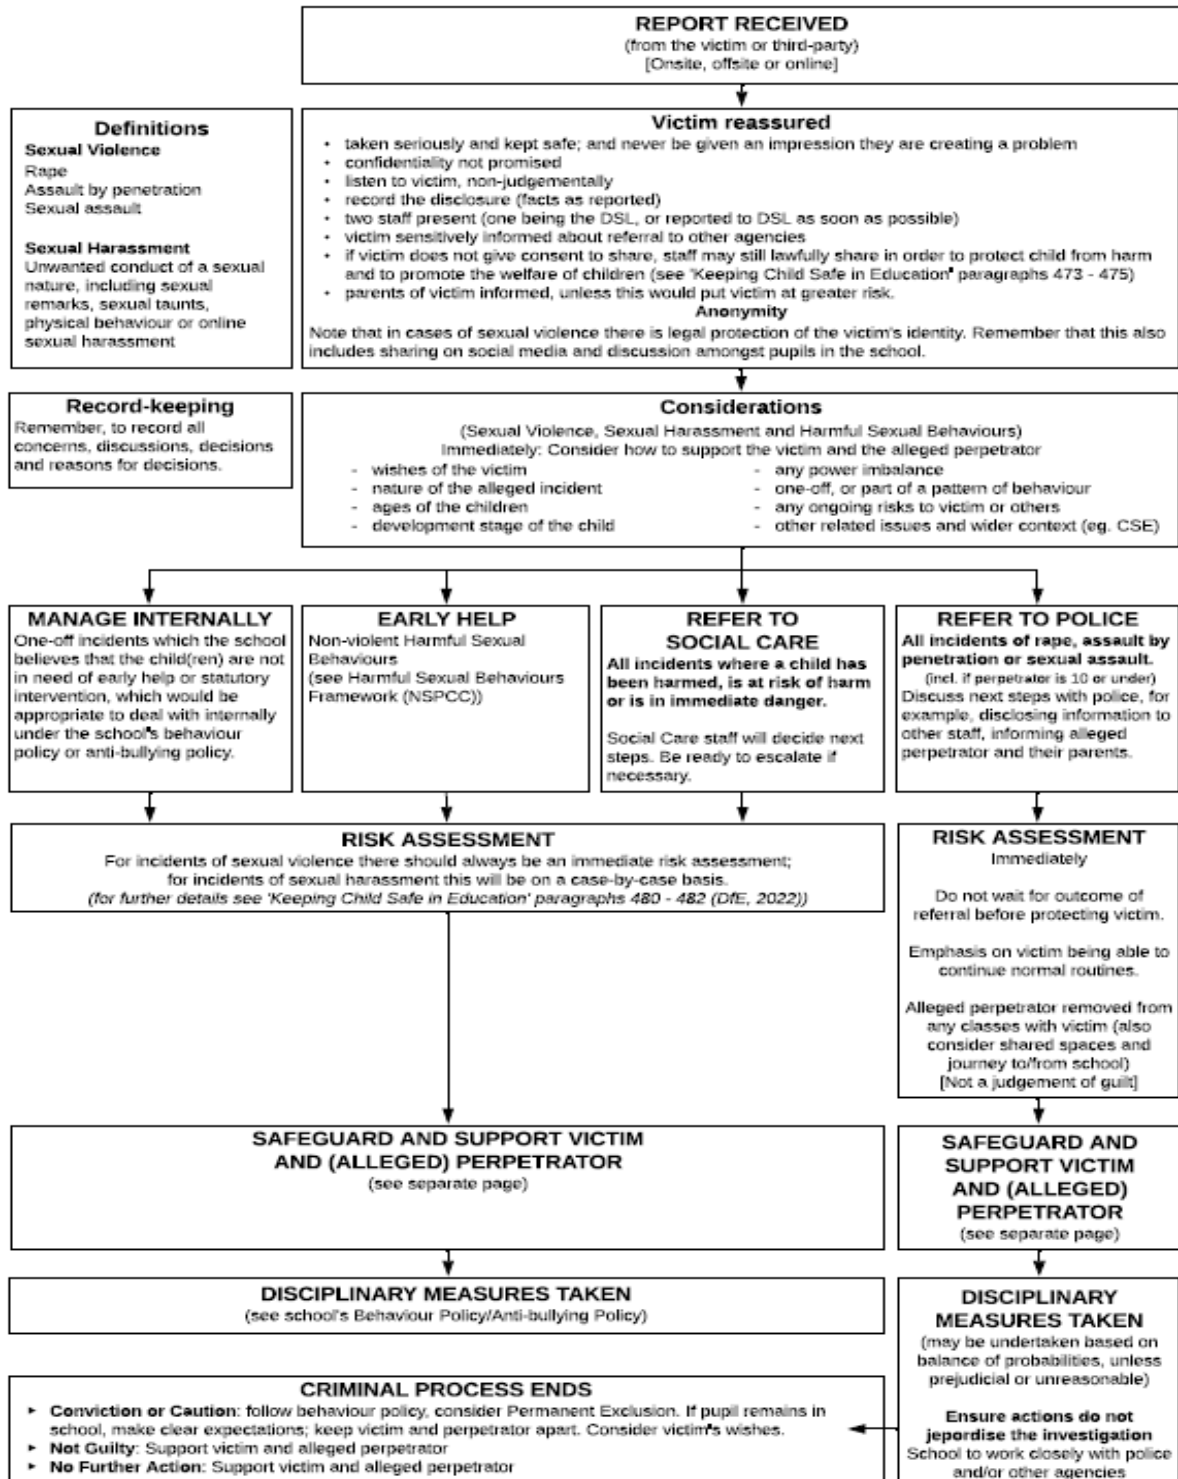 REPORT RECEIVED
(from the victim or third-party)
[Onsite, offsite or online]
Definitions
Sexual Violence
Rape
Assault by penetration
Sexual assault
Sexual Harassment
Unwanted conduct of a sexual
nature, including sexual
remarks, sexual taunts,
physical behaviour or online
sexual harassment
Victim reassured
• taken seriously and kept safe; and never be given an impression they are creating a problem
• confidentiality not promised
• listen to victim, non-judgementally
• record the disclosure (facts as reported)
• two staff present (one being the DSL, or reported to DSL as soon as possible)
• victim sensitively informed about referral to other agencies
• if victim does not give consent to share, staff may still lawfully share in order to protect child from harm
and to promote the welfare of children (see 'Keeping Child Safe in Education' paragraphs 473 - 475)
• parents of victim informed, unless this would put victim at greater risk.
Anonymity
Note that in cases of sexual violence there is legal protection of the victim's identity. Remember that this also
includes sharing on social media and discussion amongst pupils in the school.
Record-keeping
Remember, to record all
concerns, discussions, decisions
and reasons for decisions.
Considerations
(Sexual Violence, Sexual Harassment and Harmful Sexual Behaviours)
Immediately: Consider how to support the victim and the alleged perpetrator
- wishes of the victim
- nature of the alleged incident
- ages of the children
- development stage of the child
- any power imbalance
- one-off, or part of a pattern of behaviour
- any ongoing risks to victim or others
- other related issues and wider context (eg. CSE)
MANAGE INTERNALLY
One-off incidents which the school
believes that the child(ren) are not
in need of early help or statutory
intervention, which would be
appropriate to deal with internally
under the school's behaviour
policy or anti-bullying policy.
EARLY HELP
Non-violent Harmful Sexual
Behaviours
(see Harmful Sexual Behaviours
Framework (NSPCC))
REFER TO
SOCIAL CARE
All incidents where a child has
been harmed, is at risk of harm
or is in immediate danger.
Social Care staff will decide next
steps. Be ready to escalate if
necessary.
REFER TO POLICE
All incidents of rape, assault by
penetration or sexual assault.
(incl. if perpetrator is 10 or under)
Discuss next steps with police, for
example, disclosing information to
other staff, informing alleged
perpetrator and their parents.
RISK ASSESSMENT
For incidents of sexual violence there should always be an immediate risk assessment;
for incidents of sexual harassment this will be on a case-by-case basis.
(for further details see 'Keeping Child Safe in Education' paragraphs 480 - 482 (DfE, 2022))
RISK ASSESSMENT
Immediately
Do not wait for outcome of
referral before protecting victim.
Emphasis on victim being able to
continue normal routines.
Alleged perpetrator removed from
any classes with victim (also
consider shared spaces and
journey to/from school)
[Not a judgement of guilt]
SAFEGUARD AND SUPPORT VICTIM
AND (ALLEGED) PERPETRATOR
(see separate page)
SAFEGUARD AND
SUPPORT VICTIM
AND (ALLEGED)
PERPETRATOR
(see separate page)
DISCIPLINARY MEASURES TAKEN
(see school's Behaviour Policy/Anti-bullying Policy)
DISCIPLINARY
MEASURES TAKEN
(may be undertaken based on
balance of probabilities, unless
prejudicial or unreasonable)
Ensure actions do not
jepordise the investigation
School to work closely with police
and/or other agencies
CRIMINAL PROCESS ENDS
▸ Conviction or Caution: follow behaviour policy, consider Permanent Exclusion. If pupil remains in
school, make clear expectations; keep victim and perpetrator apart. Consider victim's wishes.
▸ Not Guilty: Support victim and alleged perpetrator
▸ No Further Action: Support victim and alleged perpetrator